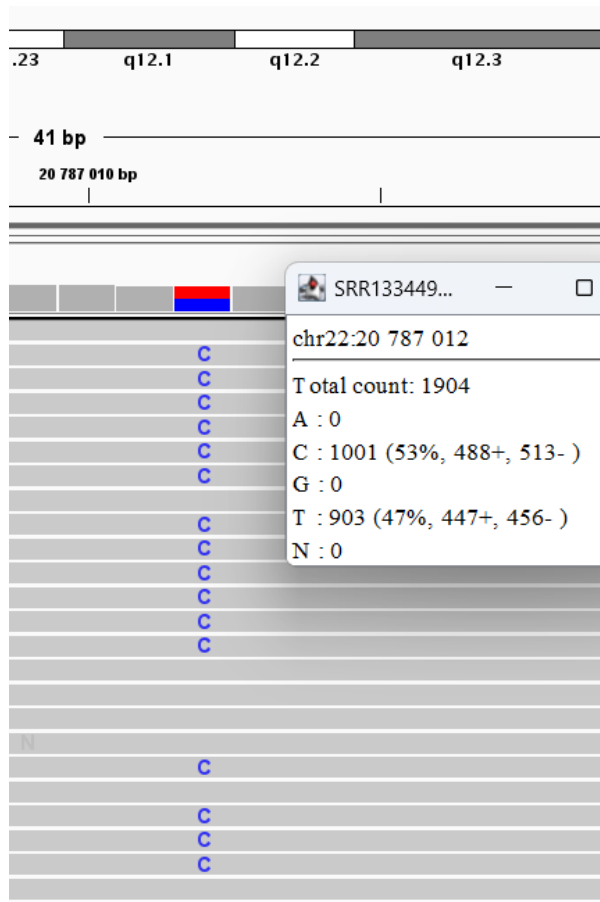 .23 q12.1 q12.2 q12.3
41 bp
20 787 010 bp
SRR133449...
chr22:20 787 012
Total count: 1904
A : 0
C : 1001 (53%, 488+, 513- )
G : 0
T : 903 (47%, 447+, 456- )
N : 0
C
C
C
C
C
C
C
C
C
C
C
C
N
C
C
C
C